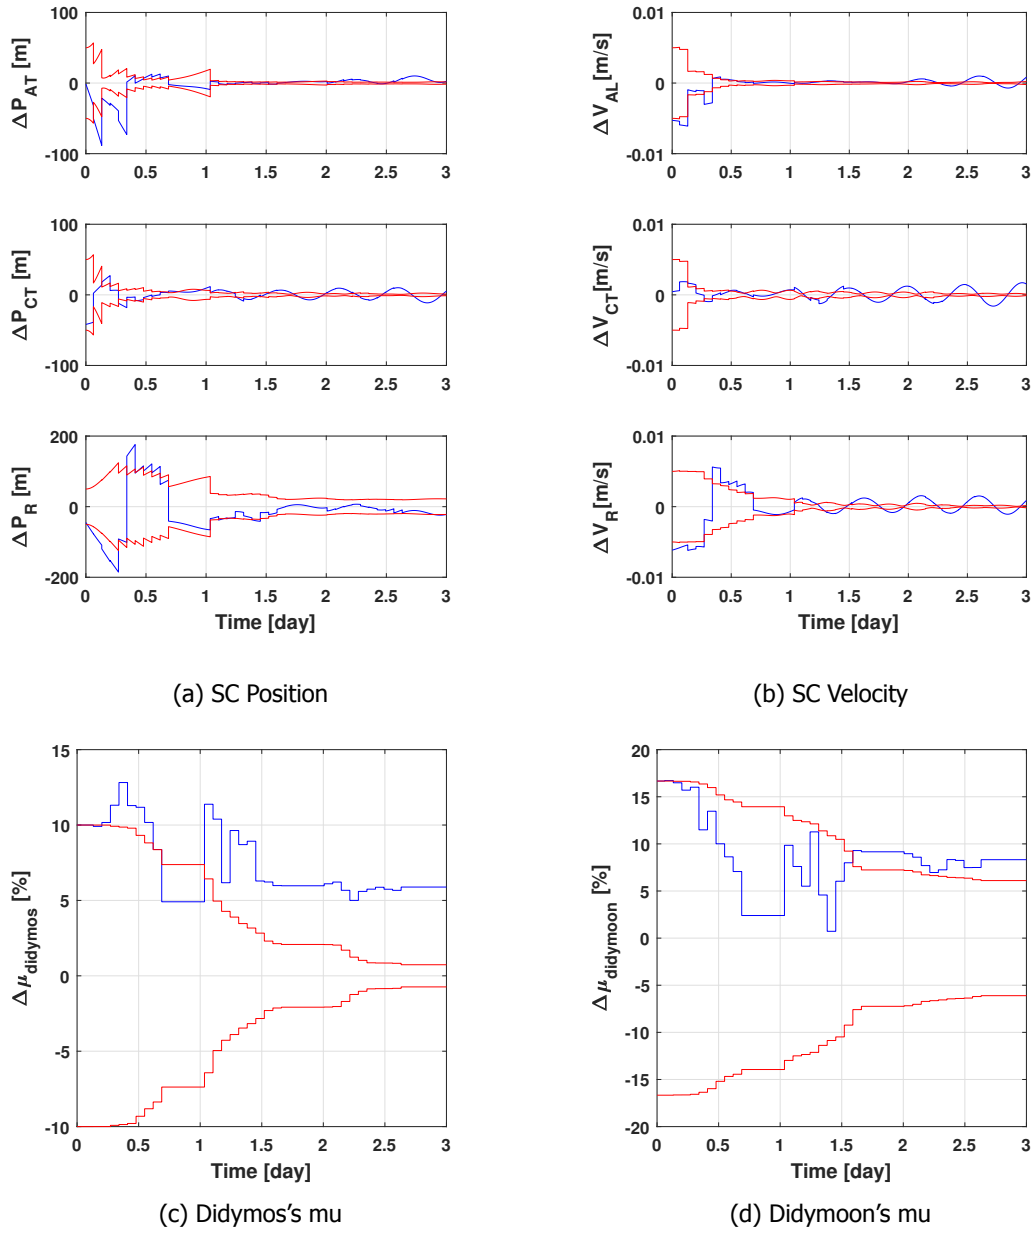 100
0
-100
ΔP_AT [m]
0 0.5 1 1.5 2 2.5 3
0.01
0
-0.01
ΔV_AL[m/s]
0 0.5 1 1.5 2 2.5 3
100
0
-100
ΔP_CT [m]
0 0.5 1 1.5 2 2.5 3
0.01
0
-0.01
ΔV_CT[m/s]
0 0.5 1 1.5 2 2.5 3
200
0
-200
ΔP_R [m]
0 0.5 1 1.5 2 2.5 3
Time [day]
0.01
0
-0.01
ΔV_R[m/s]
0 0.5 1 1.5 2 2.5 3
Time [day]
(a) SC Position
(b) SC Velocity
15
10
5
0
-5
-10
Δμ_didymos [%]
0 0.5 1 1.5 2 2.5 3
Time [day]
20
15
10
5
0
-5
-10
-15
-20
Δμ_didymoon [%]
0 0.5 1 1.5 2 2.5 3
Time [day]
(c) Didymos's mu
(d) Didymoon's mu